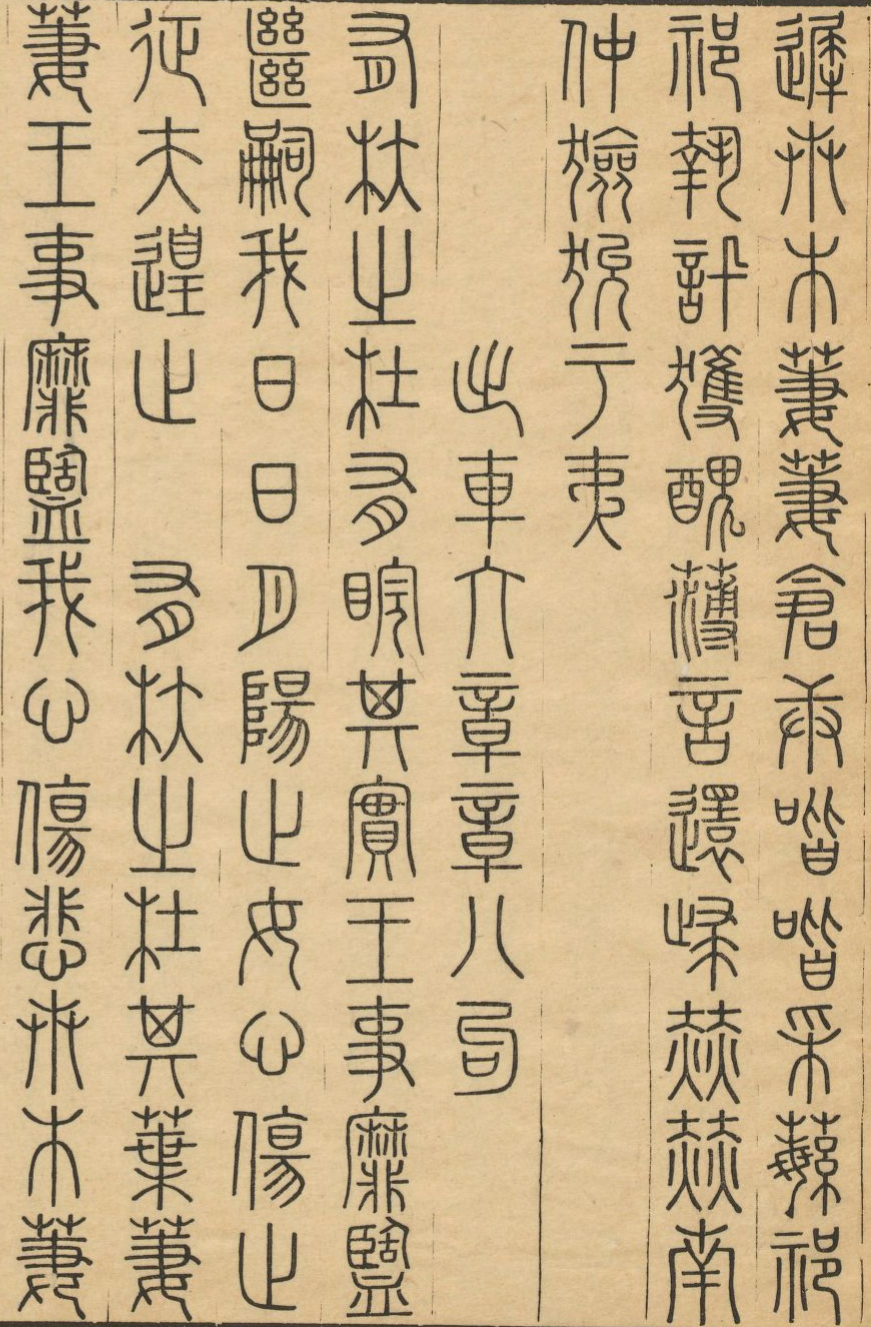 遲卉木萋萋倉庚喈喈采蘩祁
祁執訊獲醜薄言還歸赫赫南
仲玁狁于夷
出車六章章八句
有杕之杜有睆其實王事靡盬
繼嗣我日日月陽止女心傷止
征夫遑止　有杕之杜其葉萋
萋王事靡盬我心傷悲卉木萋